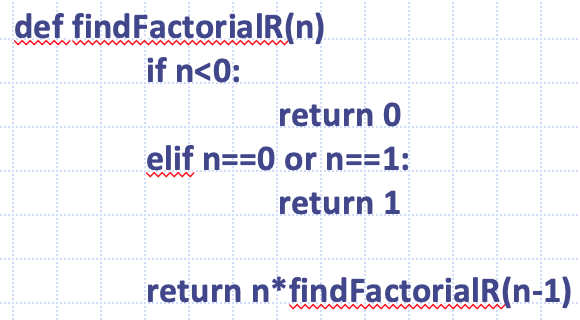 def findFactorialR(n)
if n<0:
return 0
elif n==0 or n==1:
return 1
return n*findFactorialR(n-1)